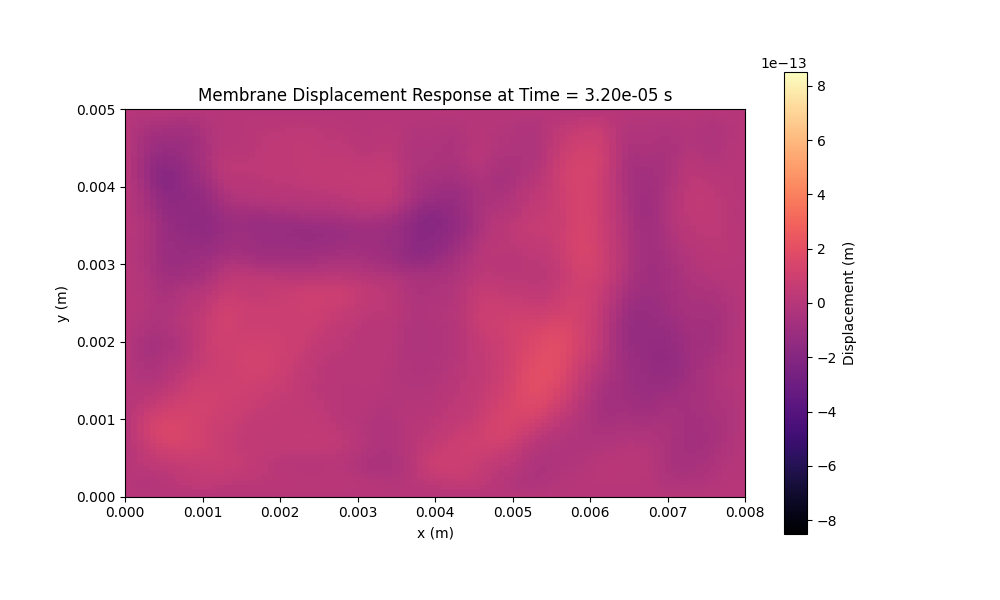 1e−13
Membrane Displacement Response at Time = 3.20e-05 s
0.005
0.004
0.003
0.002
0.001
0.000
y (m)
0.000 0.001 0.002 0.003 0.004 0.005 0.006 0.007 0.008
x (m)
8
6
4
2
0
−2
−4
−6
−8
Displacement (m)